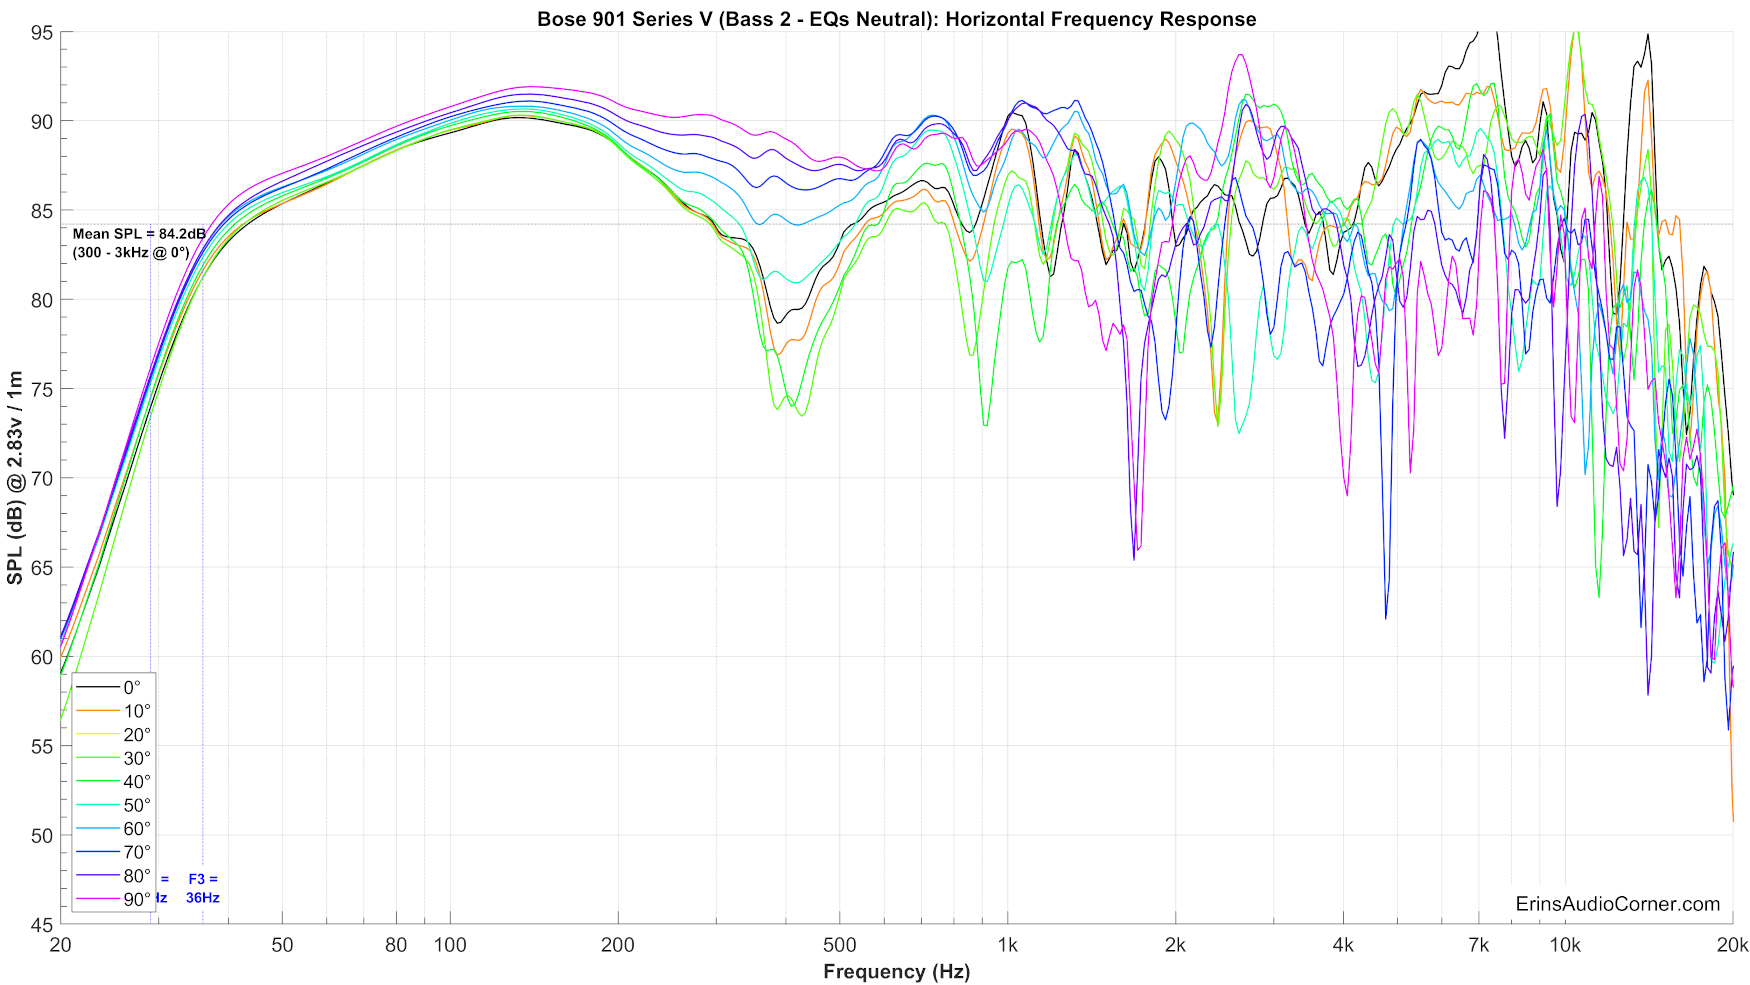 Bose 901 Series V (Bass 2 - EQs Neutral): Horizontal Frequency Response
SPL (dB) @ 2.83v / 1m
95
90
85
80
75
70
65
60
55
50
45
Mean SPL = 84.2dB
(300 - 3kHz @ 0°)
0°
10°
20°
30°
40°
50°
60°
70°
80°
90°
= F3 =
Hz 36Hz
ErinsAudioCorner.com
20 50 80 100 200 500 1k 2k 4k 7k 10k 20k
Frequency (Hz)